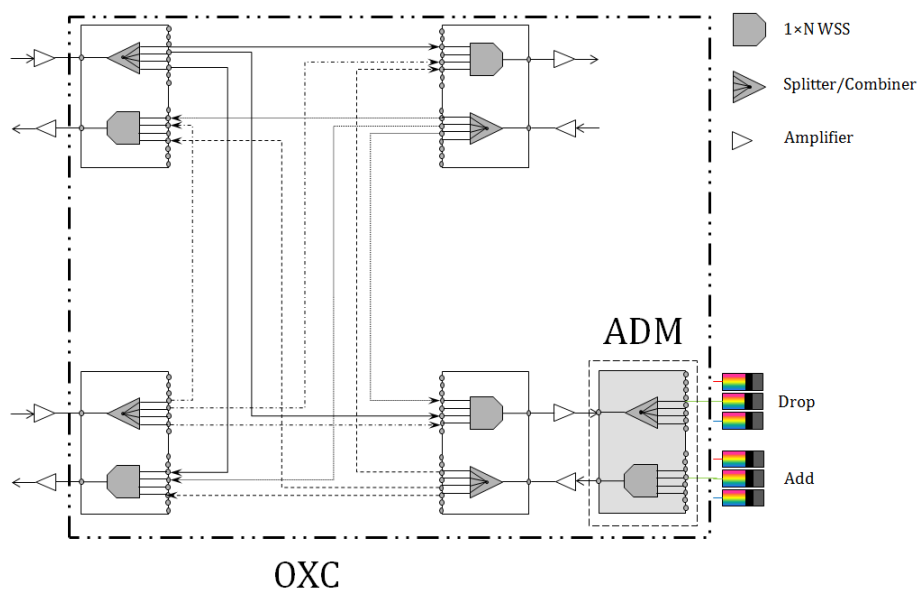 1×N WSS
Splitter/Combiner
Amplifier
ADM
Drop
Add
OXC